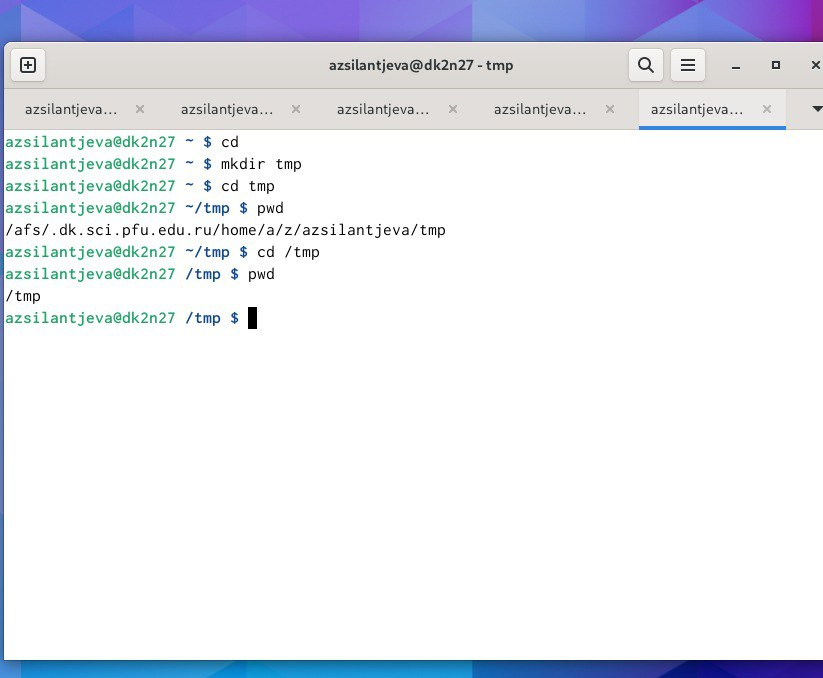 azsilantjeva@dk2n27 - tmp
azsilantjeva… azsilantjeva… azsilantjeva… azsilantjeva… azsilantjeva…
azsilantjeva@dk2n27 ~ $ cd
azsilantjeva@dk2n27 ~ $ mkdir tmp
azsilantjeva@dk2n27 ~ $ cd tmp
azsilantjeva@dk2n27 ~/tmp $ pwd
/afs/.dk.sci.pfu.edu.ru/home/a/z/azsilantjeva/tmp
azsilantjeva@dk2n27 ~/tmp $ cd /tmp
azsilantjeva@dk2n27 /tmp $ pwd
/tmp
azsilantjeva@dk2n27 /tmp $